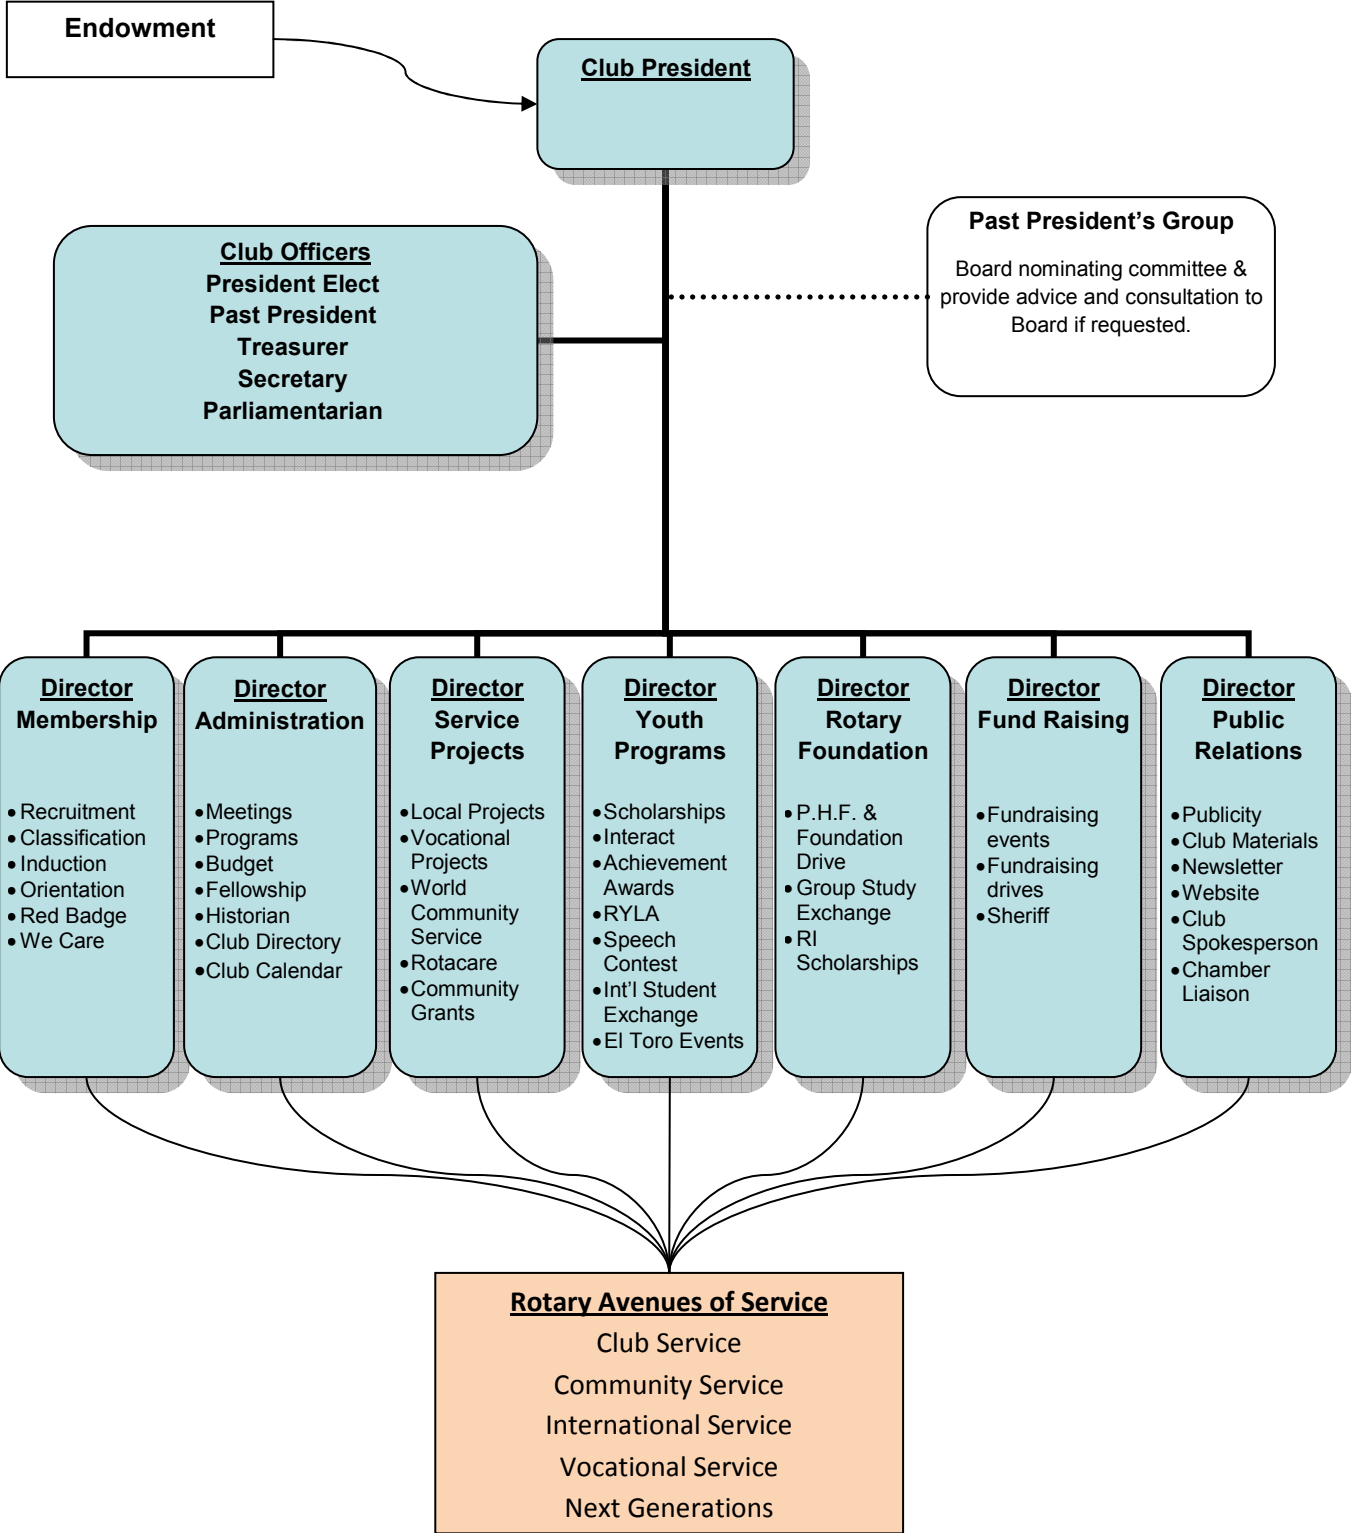 Endowment
Club President
Past President’s Group
Board nominating committee &
provide advice and consultation to
Board if requested.
Club Officers
President Elect
Past President
Treasurer
Secretary
Parliamentarian
Director
Membership
• Recruitment
• Classification
• Induction
• Orientation
• Red Badge
• We Care
Director
Administration
• Meetings
• Programs
• Budget
• Fellowship
• Historian
• Club Directory
• Club Calendar
Director
Service
Projects
• Local Projects
• Vocational
Projects
• World
Community
Service
• Rotacare
• Community
Grants
Director
Youth
Programs
• Scholarships
• Interact
• Achievement
Awards
• RYLA
• Speech
Contest
• Int’l Student
Exchange
• El Toro Events
Director
Rotary
Foundation
• P.H.F. &
Foundation
Drive
• Group Study
Exchange
• RI
Scholarships
Director
Fund Raising
• Fundraising
events
• Fundraising
drives
• Sheriff
Director
Public
Relations
• Publicity
• Club Materials
• Newsletter
• Website
• Club
Spokesperson
• Chamber
Liaison
Rotary Avenues of Service
Club Service
Community Service
International Service
Vocational Service
Next Generations